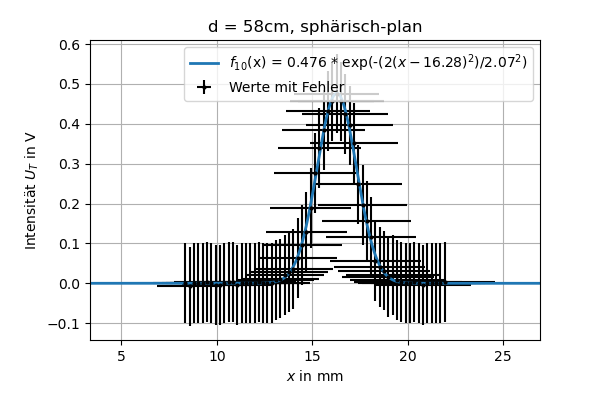 d = 58cm, sphärisch-plan
f₁₀(x) = 0.476 * exp(-(2(x − 16.28)²)/2.07²)
Werte mit Fehler
Intensität U_T in V
0.6
0.5
0.4
0.3
0.2
0.1
0.0
−0.1
5 10 15 20 25
x in mm